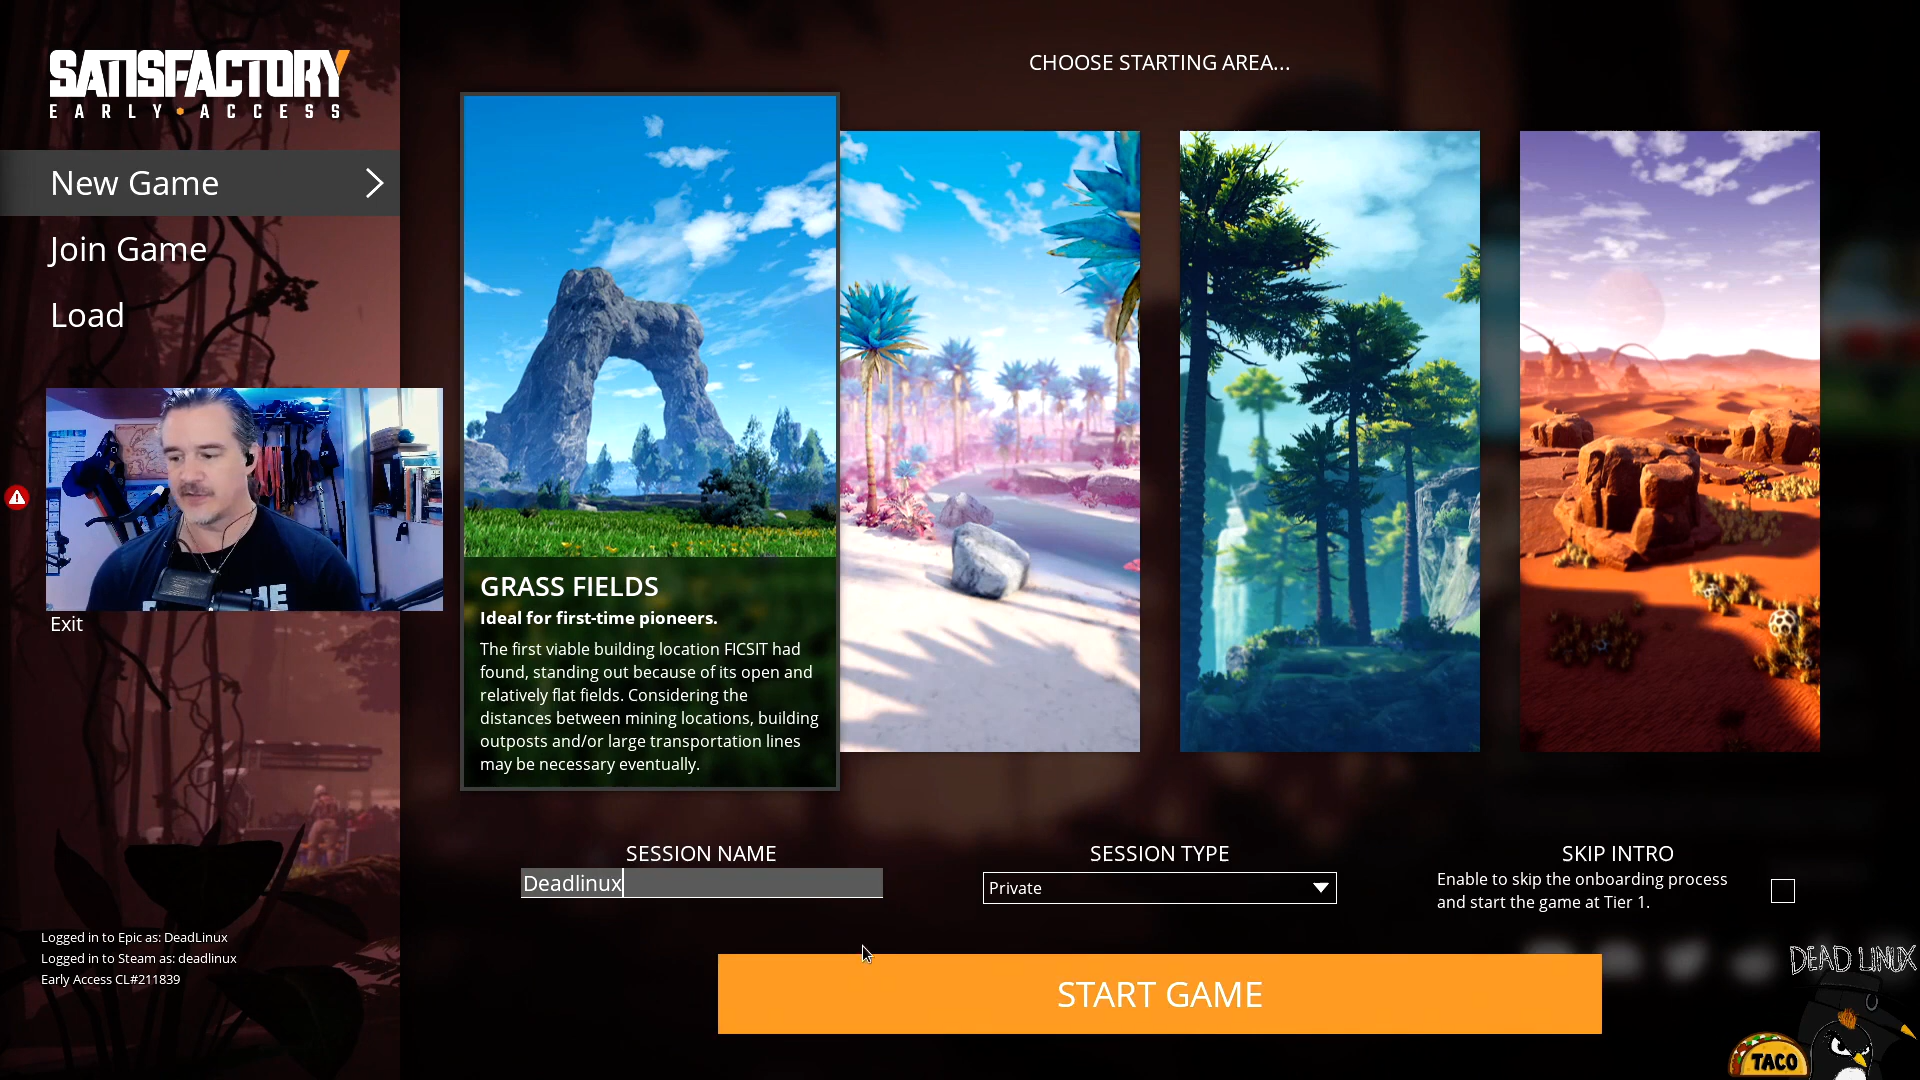 SATISFACTORY
EARLY ACCESS
New Game
Join Game
Load
Exit
Logged in to Epic as: DeadLinux
Logged in to Steam as: deadlinux
Early Access CL#211839
CHOOSE STARTING AREA...
GRASS FIELDS
Ideal for first-time pioneers.
The first viable building location FICSIT had
found, standing out because of its open and
relatively flat fields. Considering the
distances between mining locations, building
outposts and/or large transportation lines
may be necessary eventually.
SESSION NAME
Deadlinux
SESSION TYPE
Private
SKIP INTRO
Enable to skip the onboarding process
and start the game at Tier 1.
START GAME
DEAD LINUX
TACO